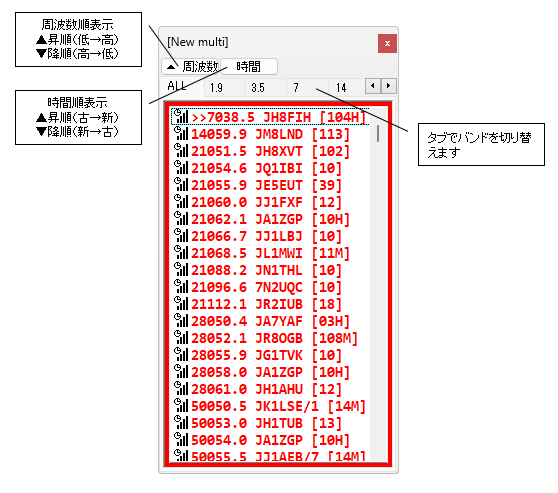 周波数順表示
▲昇順(低→高)
▼降順(高→低)
時間順表示
▲昇順(古→新)
▼降順(新→古)
[New multi]
x
▲ 周波数 時間
ALL 1.9 3.5 7 14
>>7038.5 JH8FIH [104H]
14059.9 JM8LND [113]
21051.5 JH8XVT [102]
21054.6 JQ1IBI [10]
21055.9 JE5EUT [39]
21060.0 JJ1FXF [12]
21062.1 JA1ZGP [10H]
21066.7 JJ1LBJ [10]
21068.5 JL1MWI [11M]
21088.2 JN1THL [10]
21096.6 7N2UQC [10]
21112.1 JR2IUB [18]
28050.4 JA7YAF [03H]
28052.1 JR8OGB [108M]
28055.9 JG1TVK [10]
28058.0 JA1ZGP [10H]
28061.0 JH1AHU [12]
50050.5 JK1LSE/1 [14M]
50053.0 JH1TUB [13]
50054.0 JA1ZGP [10H]
50055.5 JJ1AEB/7 [14M]
タブでバンドを切り替
えます